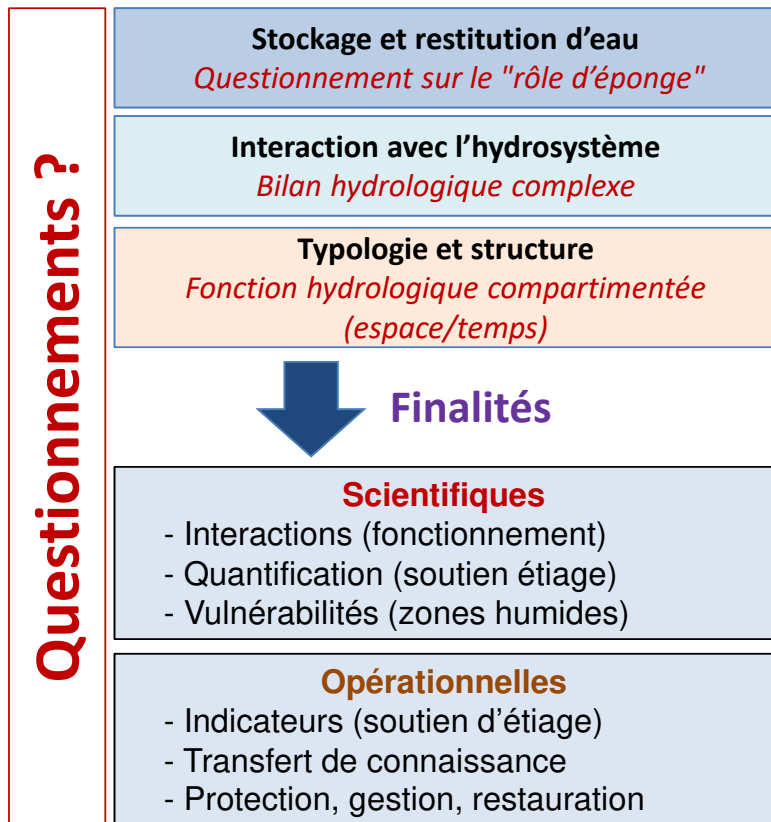 Questionnements ?
Stockage et restitution d’eau
Questionnement sur le "rôle d’éponge"
Interaction avec l’hydrosystème
Bilan hydrologique complexe
Typologie et structure
Fonction hydrologique compartimentée
(espace/temps)
Finalités
Scientifiques
- Interactions (fonctionnement)
- Quantification (soutien étiage)
- Vulnérabilités (zones humides)
Opérationnelles
- Indicateurs (soutien d’étiage)
- Transfert de connaissance
- Protection, gestion, restauration